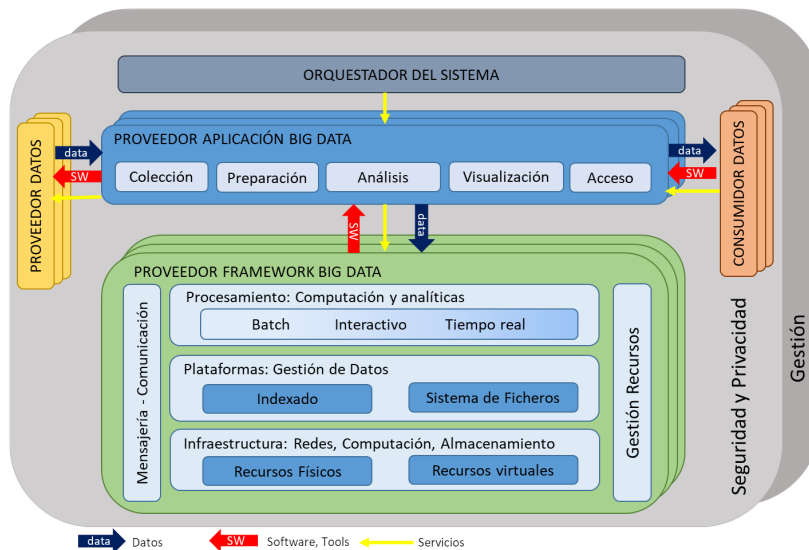 ORQUESTADOR DEL SISTEMA
PROVEEDOR DATOS
data
SW
PROVEEDOR APLICACIÓN BIG DATA
Colección
Preparación
Análisis
Visualización
Acceso
data
SW
CONSUMIDOR DATOS
SW
data
PROVEEDOR FRAMEWORK BIG DATA
Mensajería - Comunicación
Procesamiento: Computación y analíticas
Batch Interactivo Tiempo real
Plataformas: Gestión de Datos
Indexado
Sistema de Ficheros
Infraestructura: Redes, Computación, Almacenamiento
Recursos Físicos
Recursos virtuales
Gestión Recursos
Seguridad y Privacidad
Gestión
data Datos SW Software, Tools Servicios